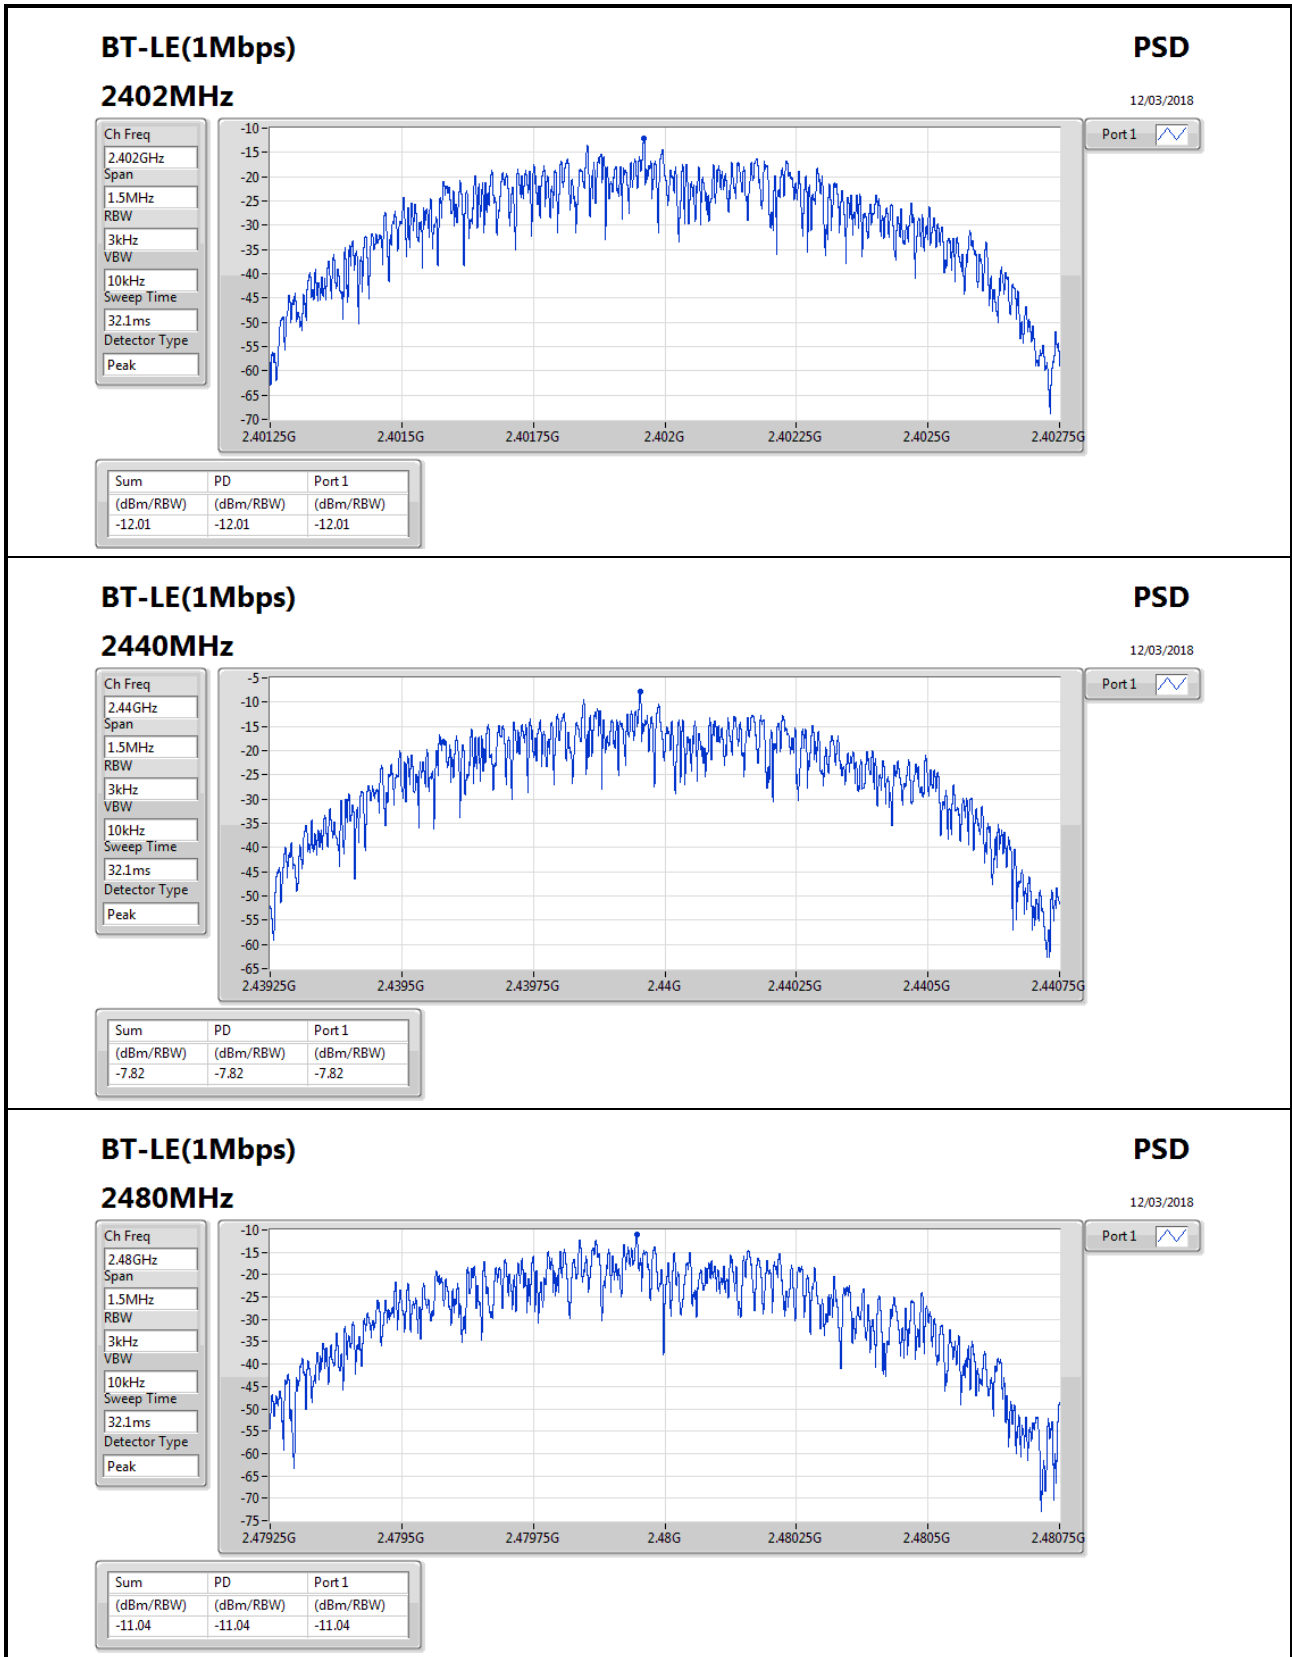 BT-LE(1Mbps) PSD
2402MHz 12/03/2018
Ch Freq
2.402GHz
Span
1.5MHz
RBW
3kHz
VBW
10kHz
Sweep Time
32.1ms
Detector Type
Peak
-10
-15
-20
-25
-30
-35
-40
-45
-50
-55
-60
-65
-70
2.40125G 2.4015G 2.40175G 2.402G 2.40225G 2.4025G 2.40275G
Port 1
Sum PD Port 1
(dBm/RBW) (dBm/RBW) (dBm/RBW)
-12.01 -12.01 -12.01
BT-LE(1Mbps) PSD
2440MHz 12/03/2018
Ch Freq
2.44GHz
Span
1.5MHz
RBW
3kHz
VBW
10kHz
Sweep Time
32.1ms
Detector Type
Peak
-5
-10
-15
-20
-25
-30
-35
-40
-45
-50
-55
-60
-65
2.43925G 2.4395G 2.43975G 2.44G 2.44025G 2.4405G 2.44075G
Port 1
Sum PD Port 1
(dBm/RBW) (dBm/RBW) (dBm/RBW)
-7.82 -7.82 -7.82
BT-LE(1Mbps) PSD
2480MHz 12/03/2018
Ch Freq
2.48GHz
Span
1.5MHz
RBW
3kHz
VBW
10kHz
Sweep Time
32.1ms
Detector Type
Peak
-10
-15
-20
-25
-30
-35
-40
-45
-50
-55
-60
-65
-70
-75
2.47925G 2.4795G 2.47975G 2.48G 2.48025G 2.4805G 2.48075G
Port 1
Sum PD Port 1
(dBm/RBW) (dBm/RBW) (dBm/RBW)
-11.04 -11.04 -11.04